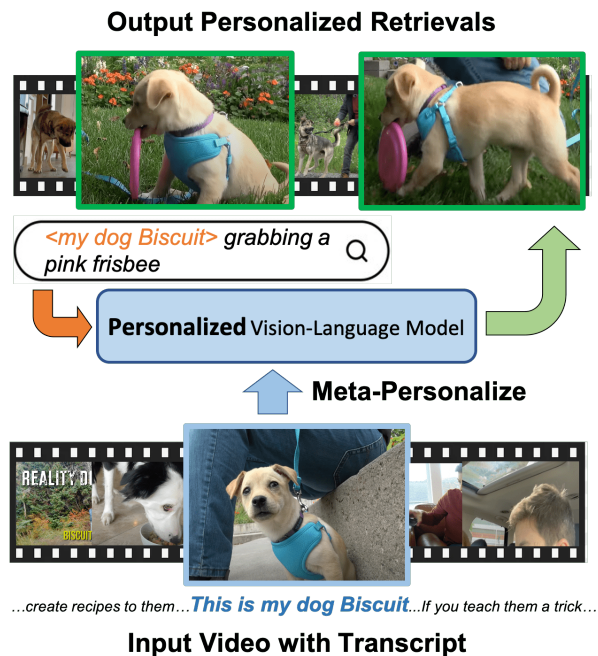 Output Personalized Retrievals
<my dog Biscuit> grabbing a
pink frisbee
Personalized Vision-Language Model
Meta-Personalize
REALITY D
BISCUIT
…create recipes to them…This is my dog Biscuit...If you teach them a trick…
Input Video with Transcript